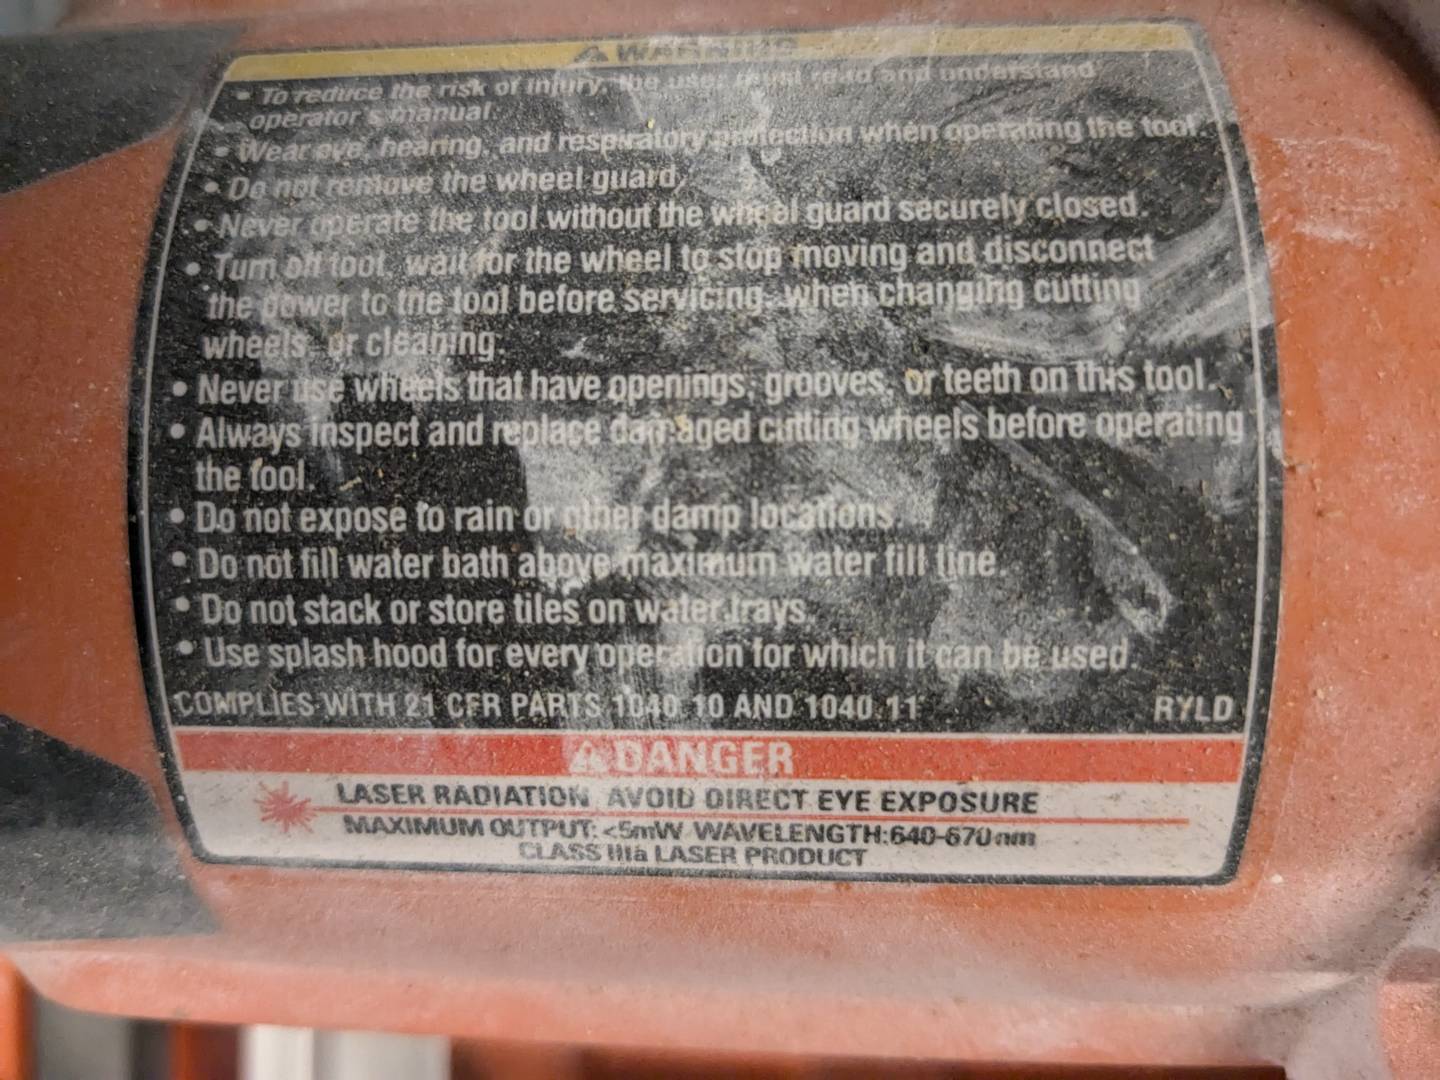 ⚠ WARNING
• To reduce the risk of injury, the user must read and understand
operator's manual.
• Wear eye, hearing, and respiratory protection when operating the tool.
• Do not remove the wheel guard.
• Never operate the tool without the wheel guard securely closed.
• Turn off tool, wait for the wheel to stop moving and disconnect
the power to the tool before servicing, when changing cutting
wheels, or cleaning.
• Never use wheels that have openings, grooves, or teeth on this tool.
• Always inspect and replace damaged cutting wheels before operating
the tool.
• Do not expose to rain or other damp locations.
• Do not fill water bath above maximum water fill line.
• Do not stack or store tiles on water trays.
• Use splash hood for every operation for which it can be used.
COMPLIES WITH 21 CFR PARTS 1040.10 AND 1040.11 RYLD
⚠ DANGER
LASER RADIATION, AVOID DIRECT EYE EXPOSURE
MAXIMUM OUTPUT: <5mW WAVELENGTH:640-670nm
CLASS IIIa LASER PRODUCT